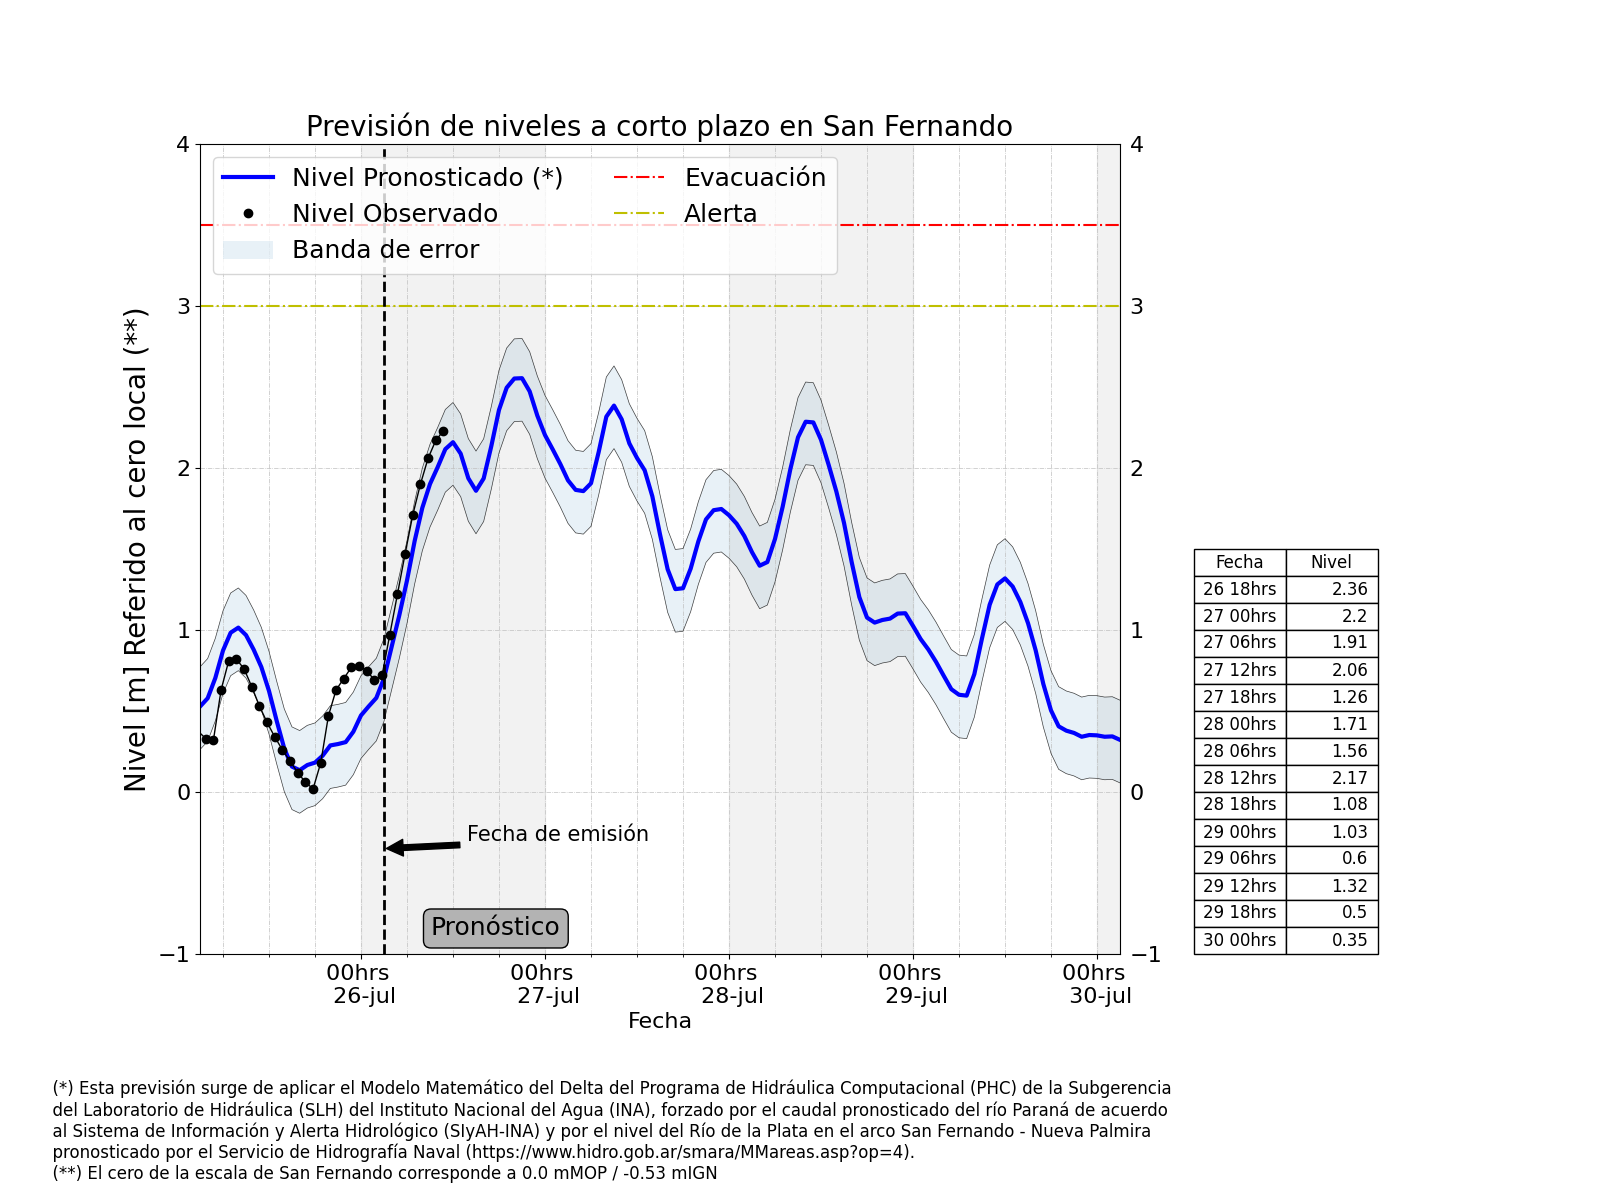 Previsión de niveles a corto plazo en San Fernando
Nivel Pronosticado (*)
Nivel Observado
Banda de error
Evacuación
Alerta
4
3
2
1
0
−1
4
3
2
1
0
−1
Nivel [m] Referido al cero local (**)
Fecha de emisión
Pronóstico
00hrs
26-jul
00hrs
27-jul
00hrs
28-jul
00hrs
29-jul
00hrs
30-jul
Fecha
Fecha Nivel
26 18hrs 2.36
27 00hrs 2.2
27 06hrs 1.91
27 12hrs 2.06
27 18hrs 1.26
28 00hrs 1.71
28 06hrs 1.56
28 12hrs 2.17
28 18hrs 1.08
29 00hrs 1.03
29 06hrs 0.6
29 12hrs 1.32
29 18hrs 0.5
30 00hrs 0.35
(*) Esta previsión surge de aplicar el Modelo Matemático del Delta del Programa de Hidráulica Computacional (PHC) de la Subgerencia
del Laboratorio de Hidráulica (SLH) del Instituto Nacional del Agua (INA), forzado por el caudal pronosticado del río Paraná de acuerdo
al Sistema de Información y Alerta Hidrológico (SIyAH-INA) y por el nivel del Río de la Plata en el arco San Fernando - Nueva Palmira
pronosticado por el Servicio de Hidrografía Naval (https://www.hidro.gob.ar/smara/MMareas.asp?op=4).
(**) El cero de la escala de San Fernando corresponde a 0.0 mMOP / -0.53 mIGN